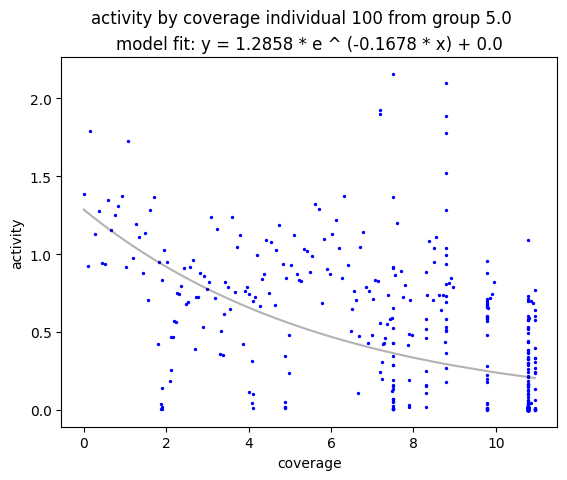 activity by coverage individual 100 from group 5.0
model fit: y = 1.2858 * e ^ (-0.1678 * x) + 0.0
2.0
1.5
1.0
0.5
0.0
activity
0 2 4 6 8 10
coverage